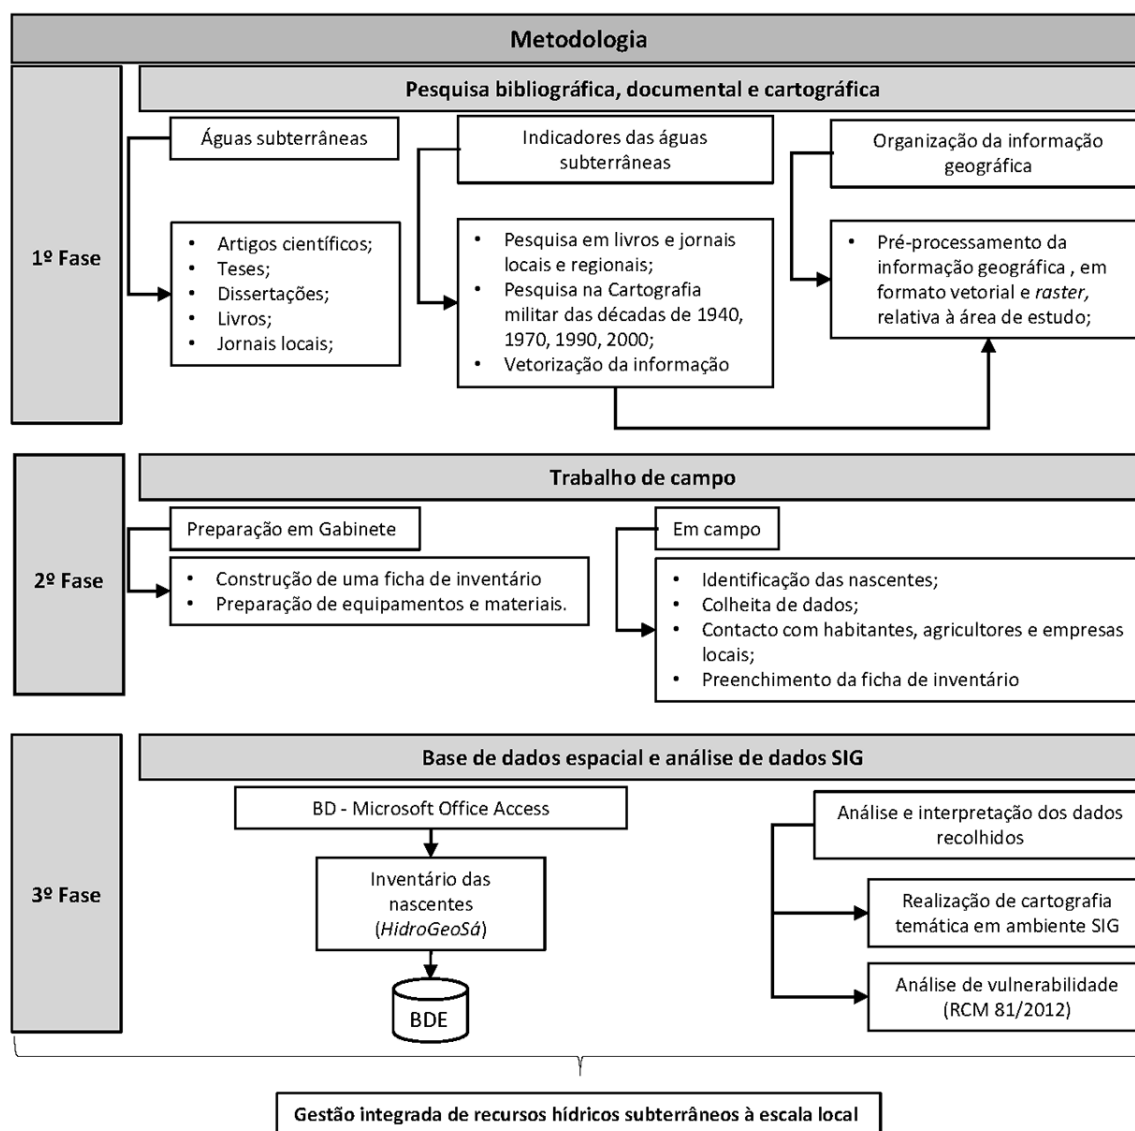 Metodologia
1º Fase
Pesquisa bibliográfica, documental e cartográfica
Águas subterrâneas
• Artigos científicos;
• Teses;
• Dissertações;
• Livros;
• Jornais locais;
Indicadores das águas
subterrâneas
• Pesquisa em livros e jornais
locais e regionais;
• Pesquisa na Cartografia
militar das décadas de 1940,
1970, 1990, 2000;
• Vetorização da informação
Organização da informação
geográfica
• Pré-processamento da
informação geográfica , em
formato vetorial e raster,
relativa à área de estudo;
2º Fase
Trabalho de campo
Preparação em Gabinete
• Construção de uma ficha de inventário
• Preparação de equipamentos e materiais.
Em campo
• Identificação das nascentes;
• Colheita de dados;
• Contacto com habitantes, agricultores e empresas
locais;
• Preenchimento da ficha de inventário
3º Fase
Base de dados espacial e análise de dados SIG
BD - Microsoft Office Access
Inventário das
nascentes
(HidroGeoSá)
BDE
Análise e interpretação dos dados
recolhidos
Realização de cartografia
temática em ambiente SIG
Análise de vulnerabilidade
(RCM 81/2012)
Gestão integrada de recursos hídricos subterrâneos à escala local